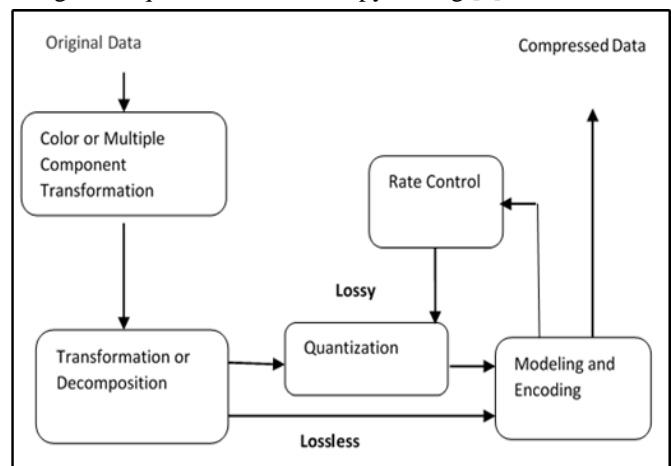 Original Data
Compressed Data
Color or Multiple
Component
Transformation
Rate Control
Lossy
Transformation or
Decomposition
Quantization
Modeling and
Encoding
Lossless